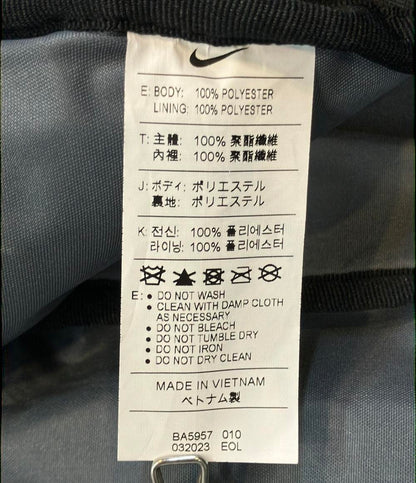 E: BODY: 100% POLYESTER
LINING: 100% POLYESTER
T: 主體: 100% 聚酯纖維
內裡: 100% 聚酯纖維
J: ボディ: ポリエステル
裏地: ポリエステル
K: 전신: 100% 폴리에스터
라이닝: 100% 폴리에스터
E: • DO NOT WASH
• CLEAN WITH DAMP CLOTH
AS NECESSARY
• DO NOT BLEACH
• DO NOT TUMBLE DRY
• DO NOT IRON
• DO NOT DRY CLEAN
MADE IN VIETNAM
ベトナム製
BA5957 010
032023 EOL